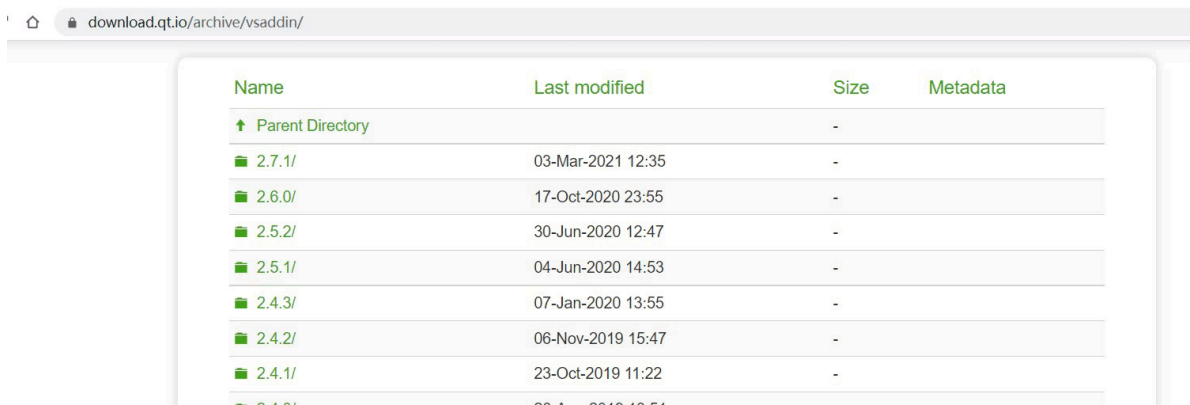 download.qt.io/archive/vsaddin/
Name Last modified Size Metadata
Parent Directory -
2.7.1/ 03-Mar-2021 12:35 -
2.6.0/ 17-Oct-2020 23:55 -
2.5.2/ 30-Jun-2020 12:47 -
2.5.1/ 04-Jun-2020 14:53 -
2.4.3/ 07-Jan-2020 13:55 -
2.4.2/ 06-Nov-2019 15:47 -
2.4.1/ 23-Oct-2019 11:22 -